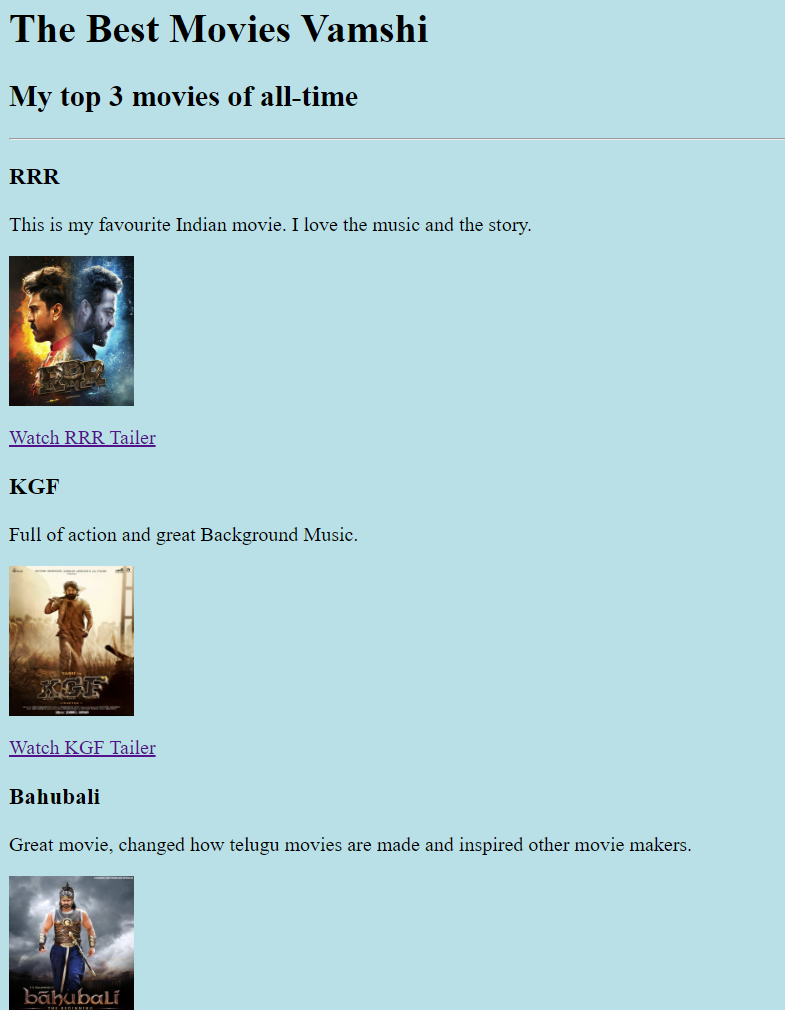 The Best Movies Vamshi
My top 3 movies of all-time
RRR
This is my favourite Indian movie. I love the music and the story.
RRR
Watch RRR Tailer
KGF
Full of action and great Background Music.
KGF
Watch KGF Tailer
Bahubali
Great movie, changed how telugu movies are made and inspired other movie makers.
bāhubali
THE BEGINNING